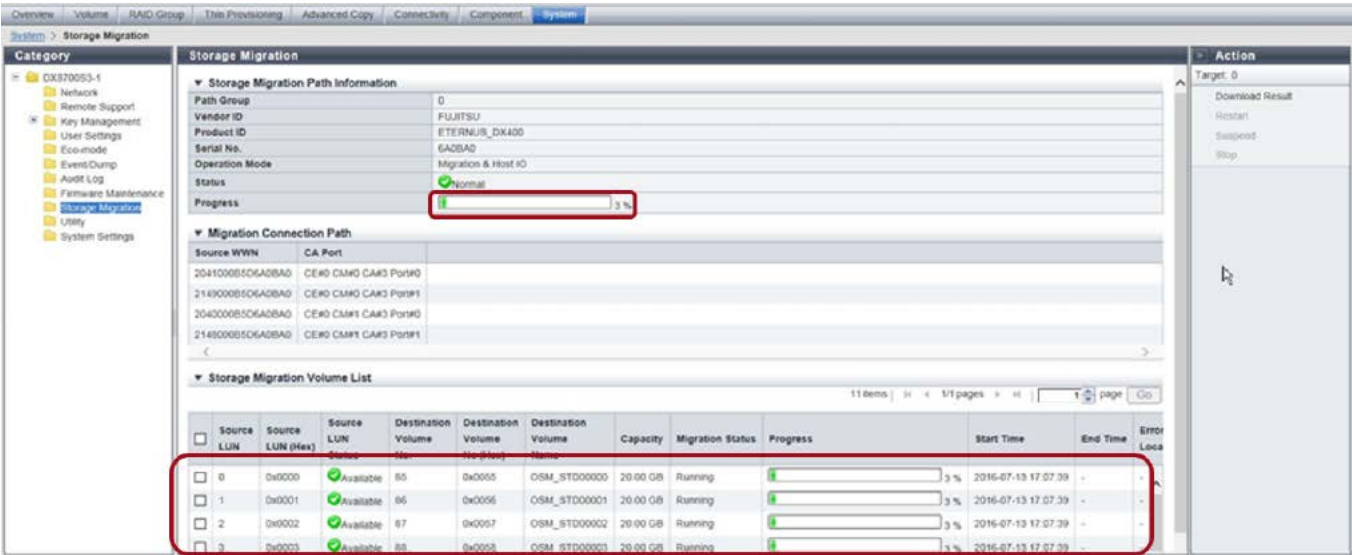 Overview Volume RAID Group Thin Provisioning Advanced Copy Connectivity Component System
System > Storage Migration
Category
DX870053-1
Network
Remote Support
Key Management
User Settings
Eco-mode
Event/Dump
Audit Log
Firmware Maintenance
Storage Migration
Utility
System Settings
Storage Migration
Storage Migration Path Information
Path Group 0
Vendor ID FUJITSU
Product ID ETERNUS_DX400
Serial No. 6A0BA0
Operation Mode Migration & Host IO
Status Normal
Progress 3 %
Migration Connection Path
Source WWN CA Port
2041000B5D6A0BA0 CE#0 CM#0 CA#3 Port#0
2149000B5D6A0BA0 CE#0 CM#0 CA#3 Port#1
2040000B5D6A0BA0 CE#0 CM#1 CA#3 Port#0
2148000B5D6A0BA0 CE#0 CM#1 CA#3 Port#1
Storage Migration Volume List
11 items 1/1 pages 1 page Go
Source LUN Source LUN (Hex) Source LUN Status Destination Volume No. Destination Volume No.(Hex) Destination Volume Name Capacity Migration Status Progress Start Time End Time Error
0 0x0000 Available 85 0x0055 OSM_STD00000 20.00 GB Running 3 % 2016-07-13 17:07:39 - -
1 0x0001 Available 86 0x0056 OSM_STD00001 20.00 GB Running 3 % 2016-07-13 17:07:39 - -
2 0x0002 Available 87 0x0057 OSM_STD00002 20.00 GB Running 3 % 2016-07-13 17:07:39 - -
3 0x0003 Available 88 0x0058 OSM_STD00003 20.00 GB Running 3 % 2016-07-13 17:07:39 - -
Action
Target: 0
Download Result
Restart
Suspend
Stop